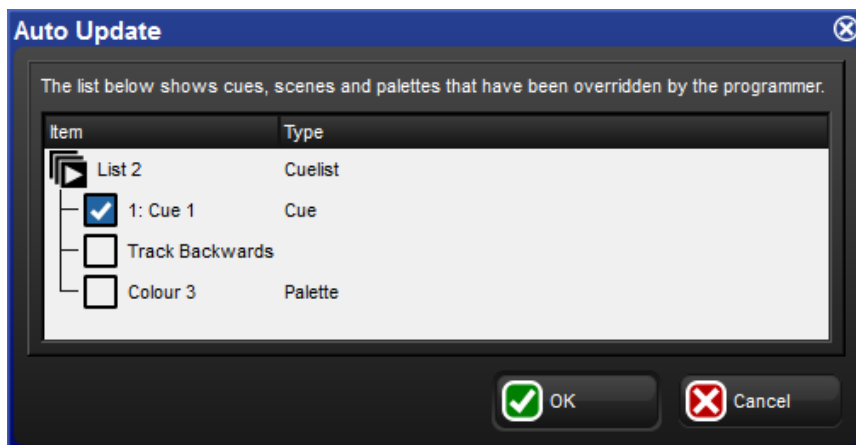 Auto Update
The list below shows cues, scenes and palettes that have been overridden by the programmer.
Item Type
List 2 Cuelist
1: Cue 1 Cue
Track Backwards
Colour 3 Palette
OK Cancel